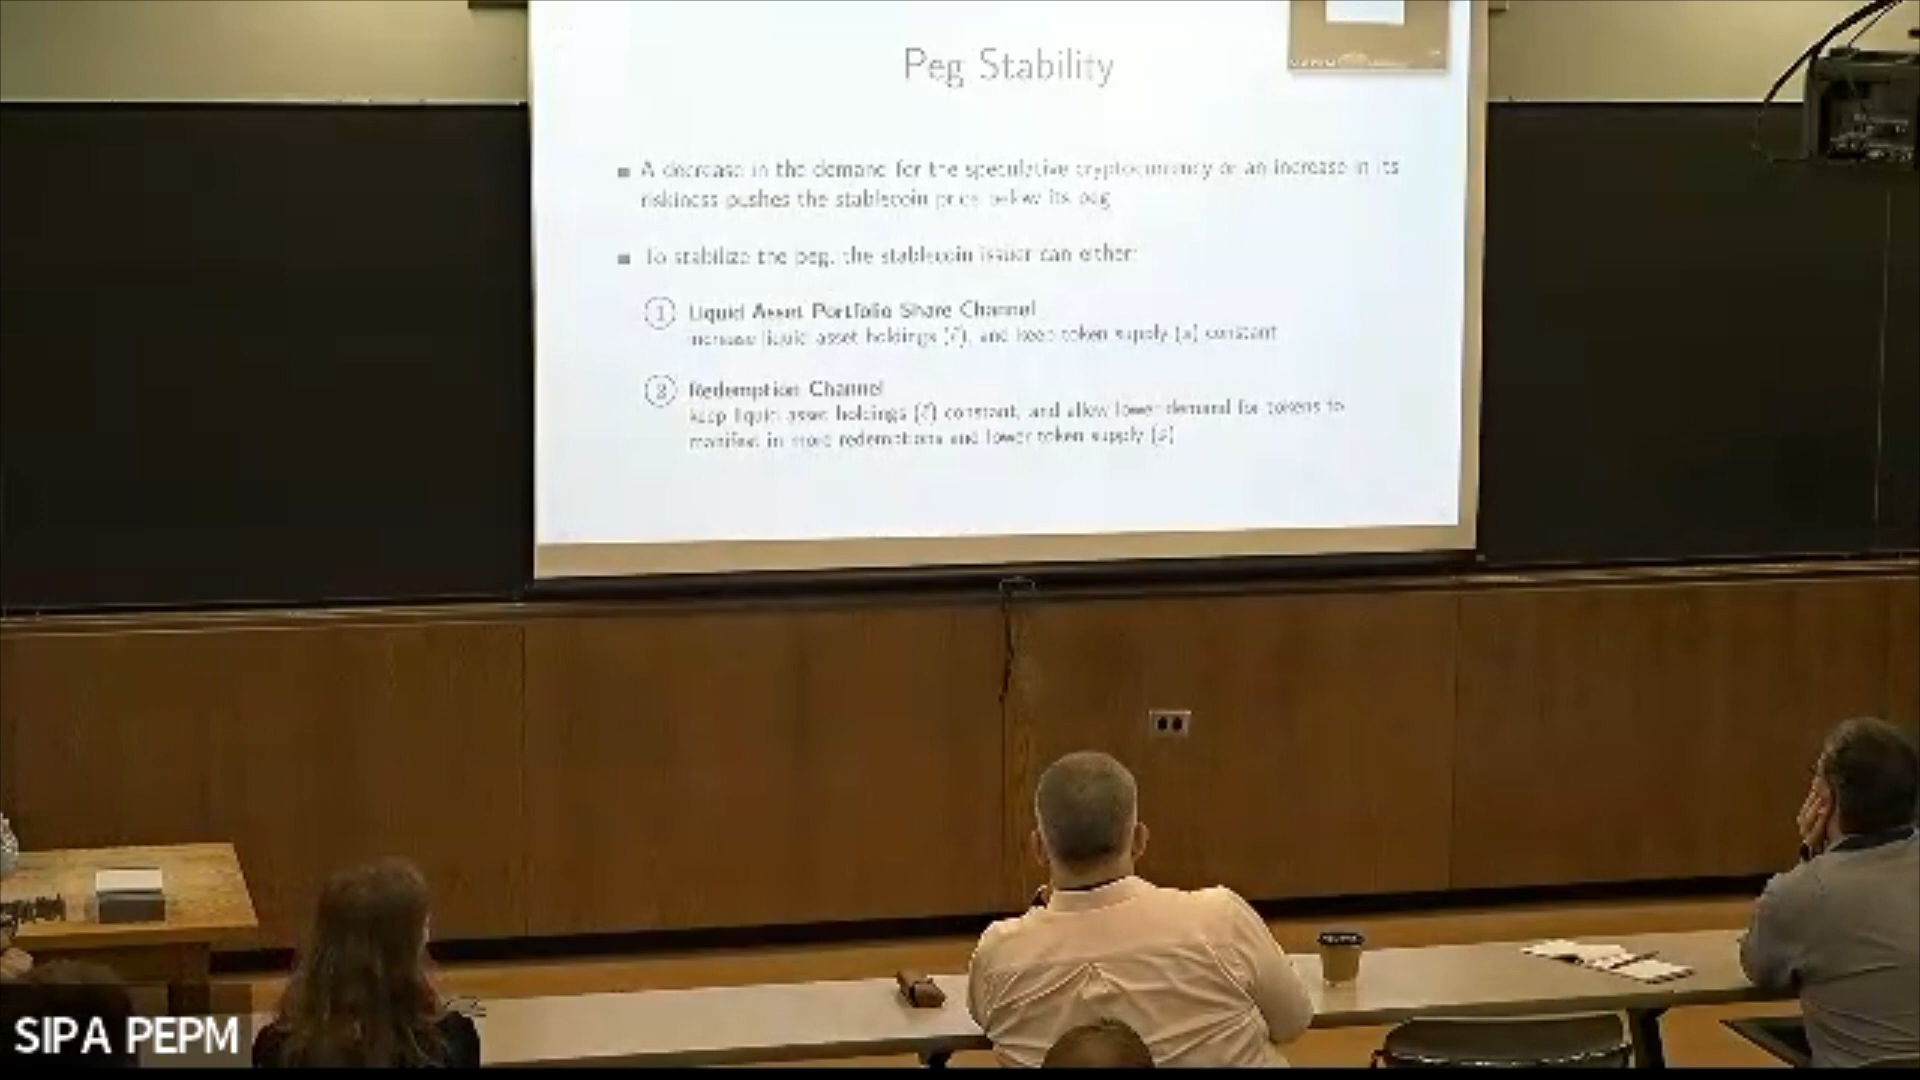 Peg Stability
■ A decrease in the demand for the speculative cryptocurrency or an increase in its
riskiness pushes the stablecoin price below its peg
■ To stabilize the peg, the stablecoin issuer can either:
1 Liquid Asset Portfolio Share Channel
increase liquid asset holdings (ℓ), and keep token supply (s) constant
2 Redemption Channel
keep liquid asset holdings (ℓ) constant, and allow lower demand for tokens to
manifest in more redemptions and lower token supply (s)
SIPA PEPM